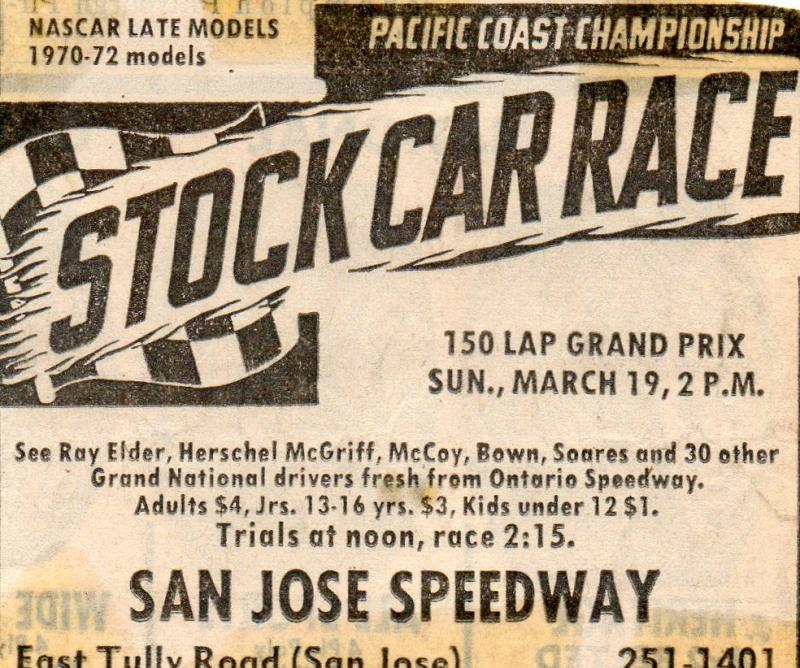 NASCAR LATE MODELS
1970-72 models
PACIFIC COAST CHAMPIONSHIP
STOCK CAR RACE
150 LAP GRAND PRIX
SUN., MARCH 19, 2 P.M.
See Ray Elder, Herschel McGriff, McCoy, Bown, Soares and 30 other
Grand National drivers fresh from Ontario Speedway.
Adults $4, Jrs. 13-16 yrs. $3, Kids under 12 $1.
Trials at noon, race 2:15.
SAN JOSE SPEEDWAY
East Tully Road (San Jose) 251-1401